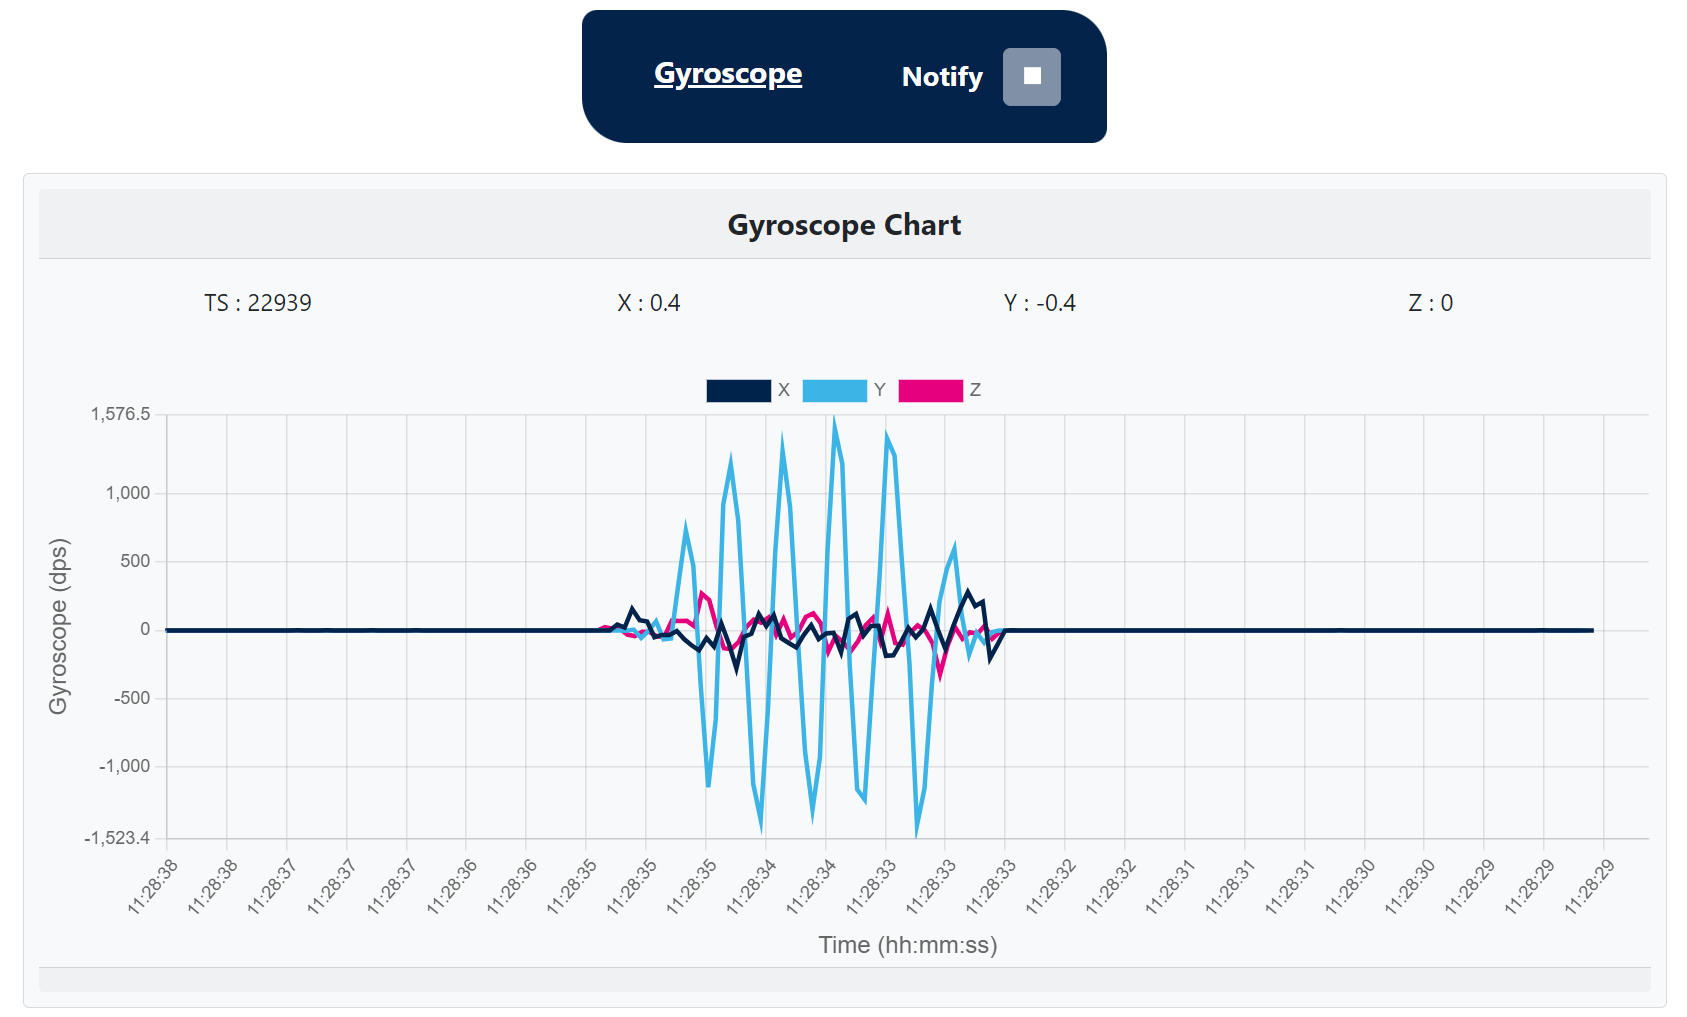 Gyroscope
Notify
Gyroscope Chart
TS : 22939
X : 0.4
Y : -0.4
Z : 0
X
Y
Z
1,576.5
1,000
500
0
-500
-1,000
-1,523.4
Gyroscope (dps)
11:28:38
11:28:38
11:28:37
11:28:37
11:28:37
11:28:36
11:28:36
11:28:35
11:28:35
11:28:35
11:28:34
11:28:34
11:28:33
11:28:33
11:28:33
11:28:32
11:28:32
11:28:31
11:28:31
11:28:31
11:28:30
11:28:30
11:28:29
11:28:29
11:28:29
Time (hh:mm:ss)